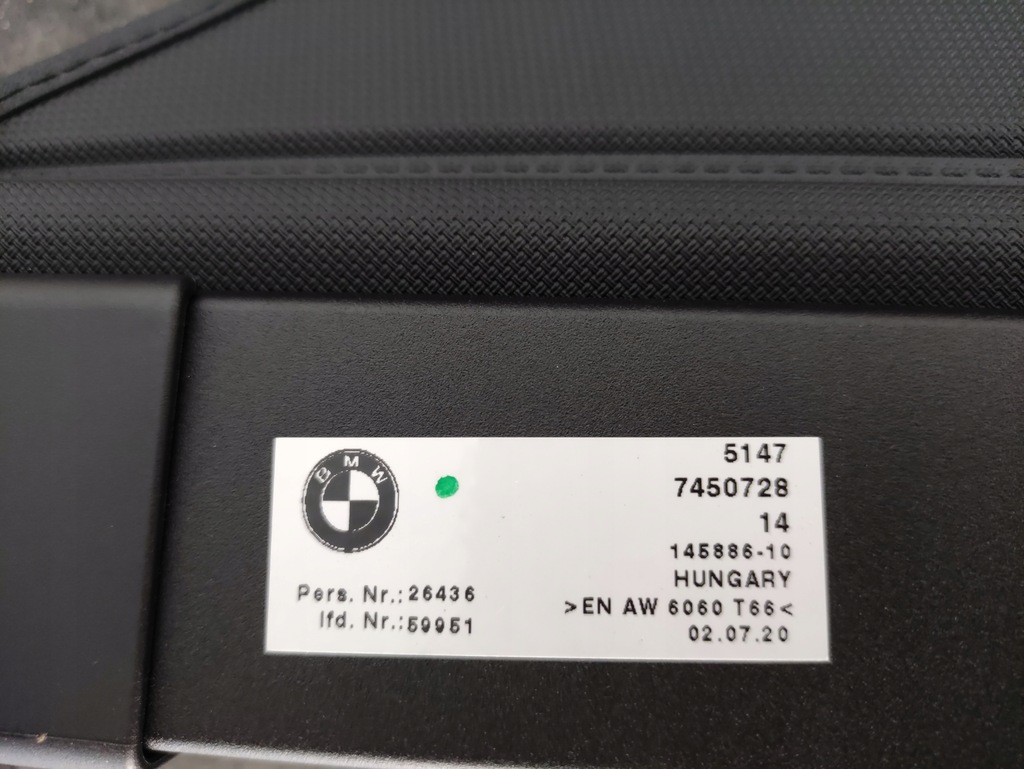 BMW
5147
7450728
14
145886-10
HUNGARY
>EN AW 6060 T66<
02.07.20
Pers. Nr.:26436
lfd. Nr.:59951